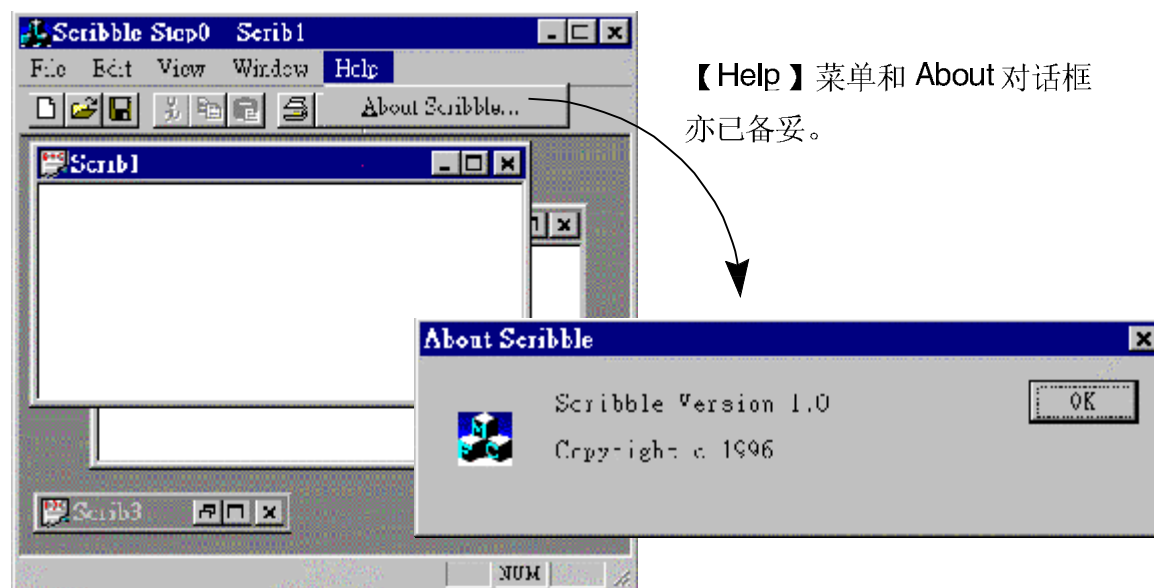 Scribble Step0 Scrib1
File Edit View Window Help
About Scribble...
【Help】菜单和 About 对话框
亦已备妥。
Scrib1
About Scribble
Scribble Version 1.0
OK
Copyright c 1996
Scrib3
NUM